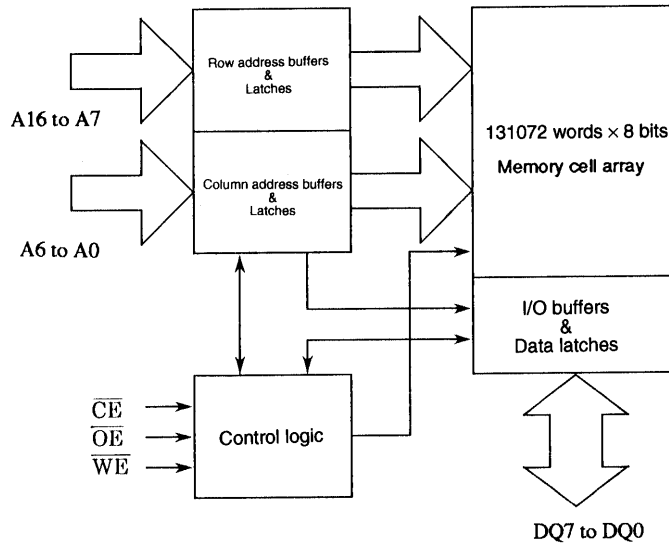 Row address buffers
&
Latches
A16 to A7
Column address buffers
&
Latches
A6 to A0
131072 words × 8 bits
Memory cell array
I/O buffers
&
Data latches
CE
OE
WE
Control logic
DQ7 to DQ0